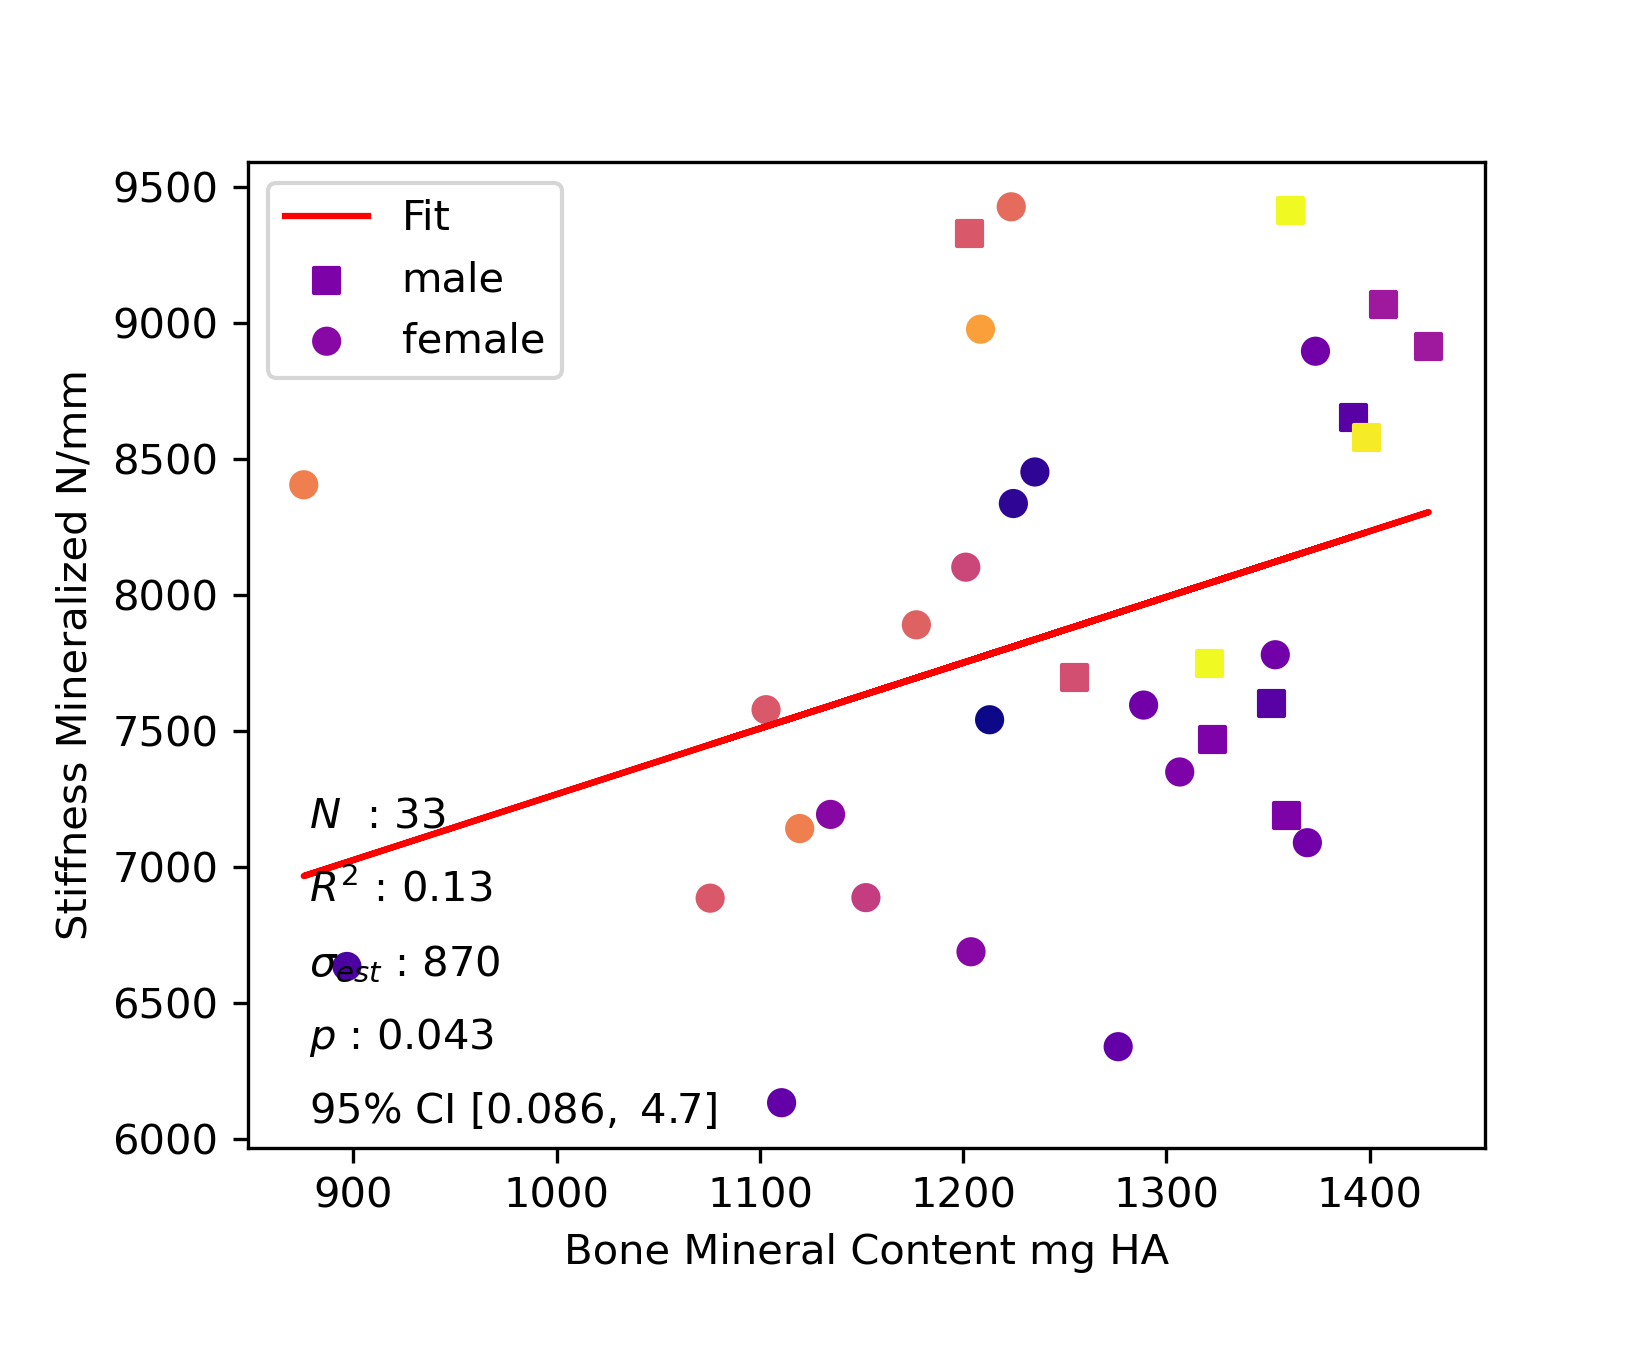 9500
9000
8500
8000
7500
7000
6500
6000
Stiffness Mineralized N/mm
Fit
male
female
N : 33
R² : 0.13
σest : 870
p : 0.043
95% CI [0.086, 4.7]
900 1000 1100 1200 1300 1400
Bone Mineral Content mg HA